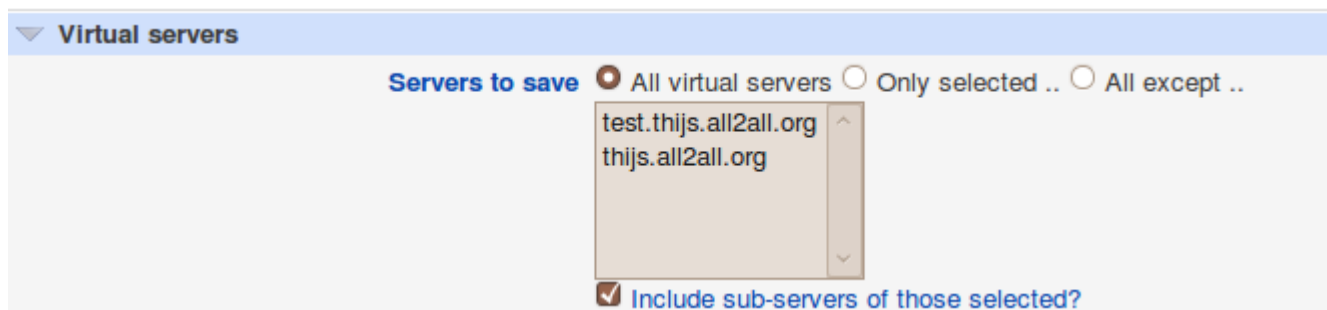 Virtual servers
Servers to save All virtual servers Only selected .. All except ..
test.thijs.all2all.org
thijs.all2all.org
Include sub-servers of those selected?